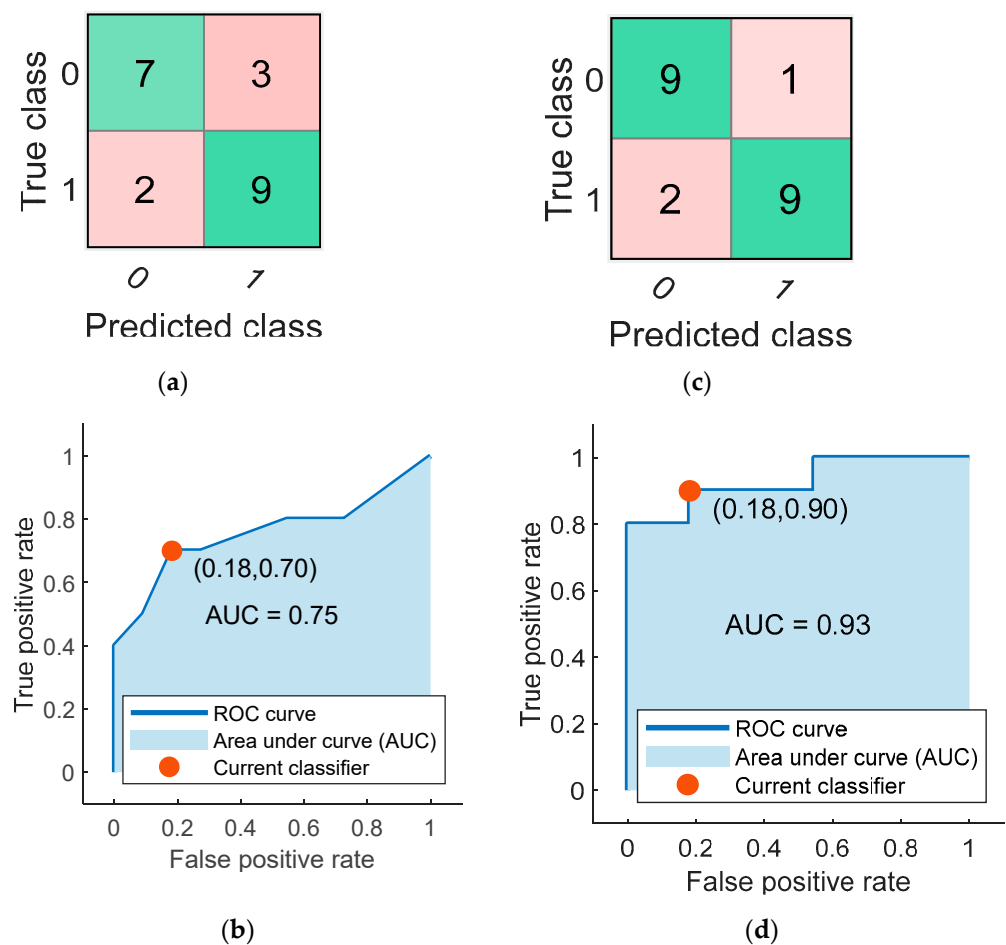 True class
0
7
3
1
2
9
0
1
Predicted class
(a)
True class
0
9
1
1
2
9
0
1
Predicted class
(c)
True positive rate
1
0.8
0.6
0.4
0.2
0
(0.18,0.70)
AUC = 0.75
ROC curve
Area under curve (AUC)
Current classifier
0 0.2 0.4 0.6 0.8 1
False positive rate
(b)
True positive rate
1
0.8
0.6
0.4
0.2
0
(0.18,0.90)
AUC = 0.93
ROC curve
Area under curve (AUC)
Current classifier
0 0.2 0.4 0.6 0.8 1
False positive rate
(d)